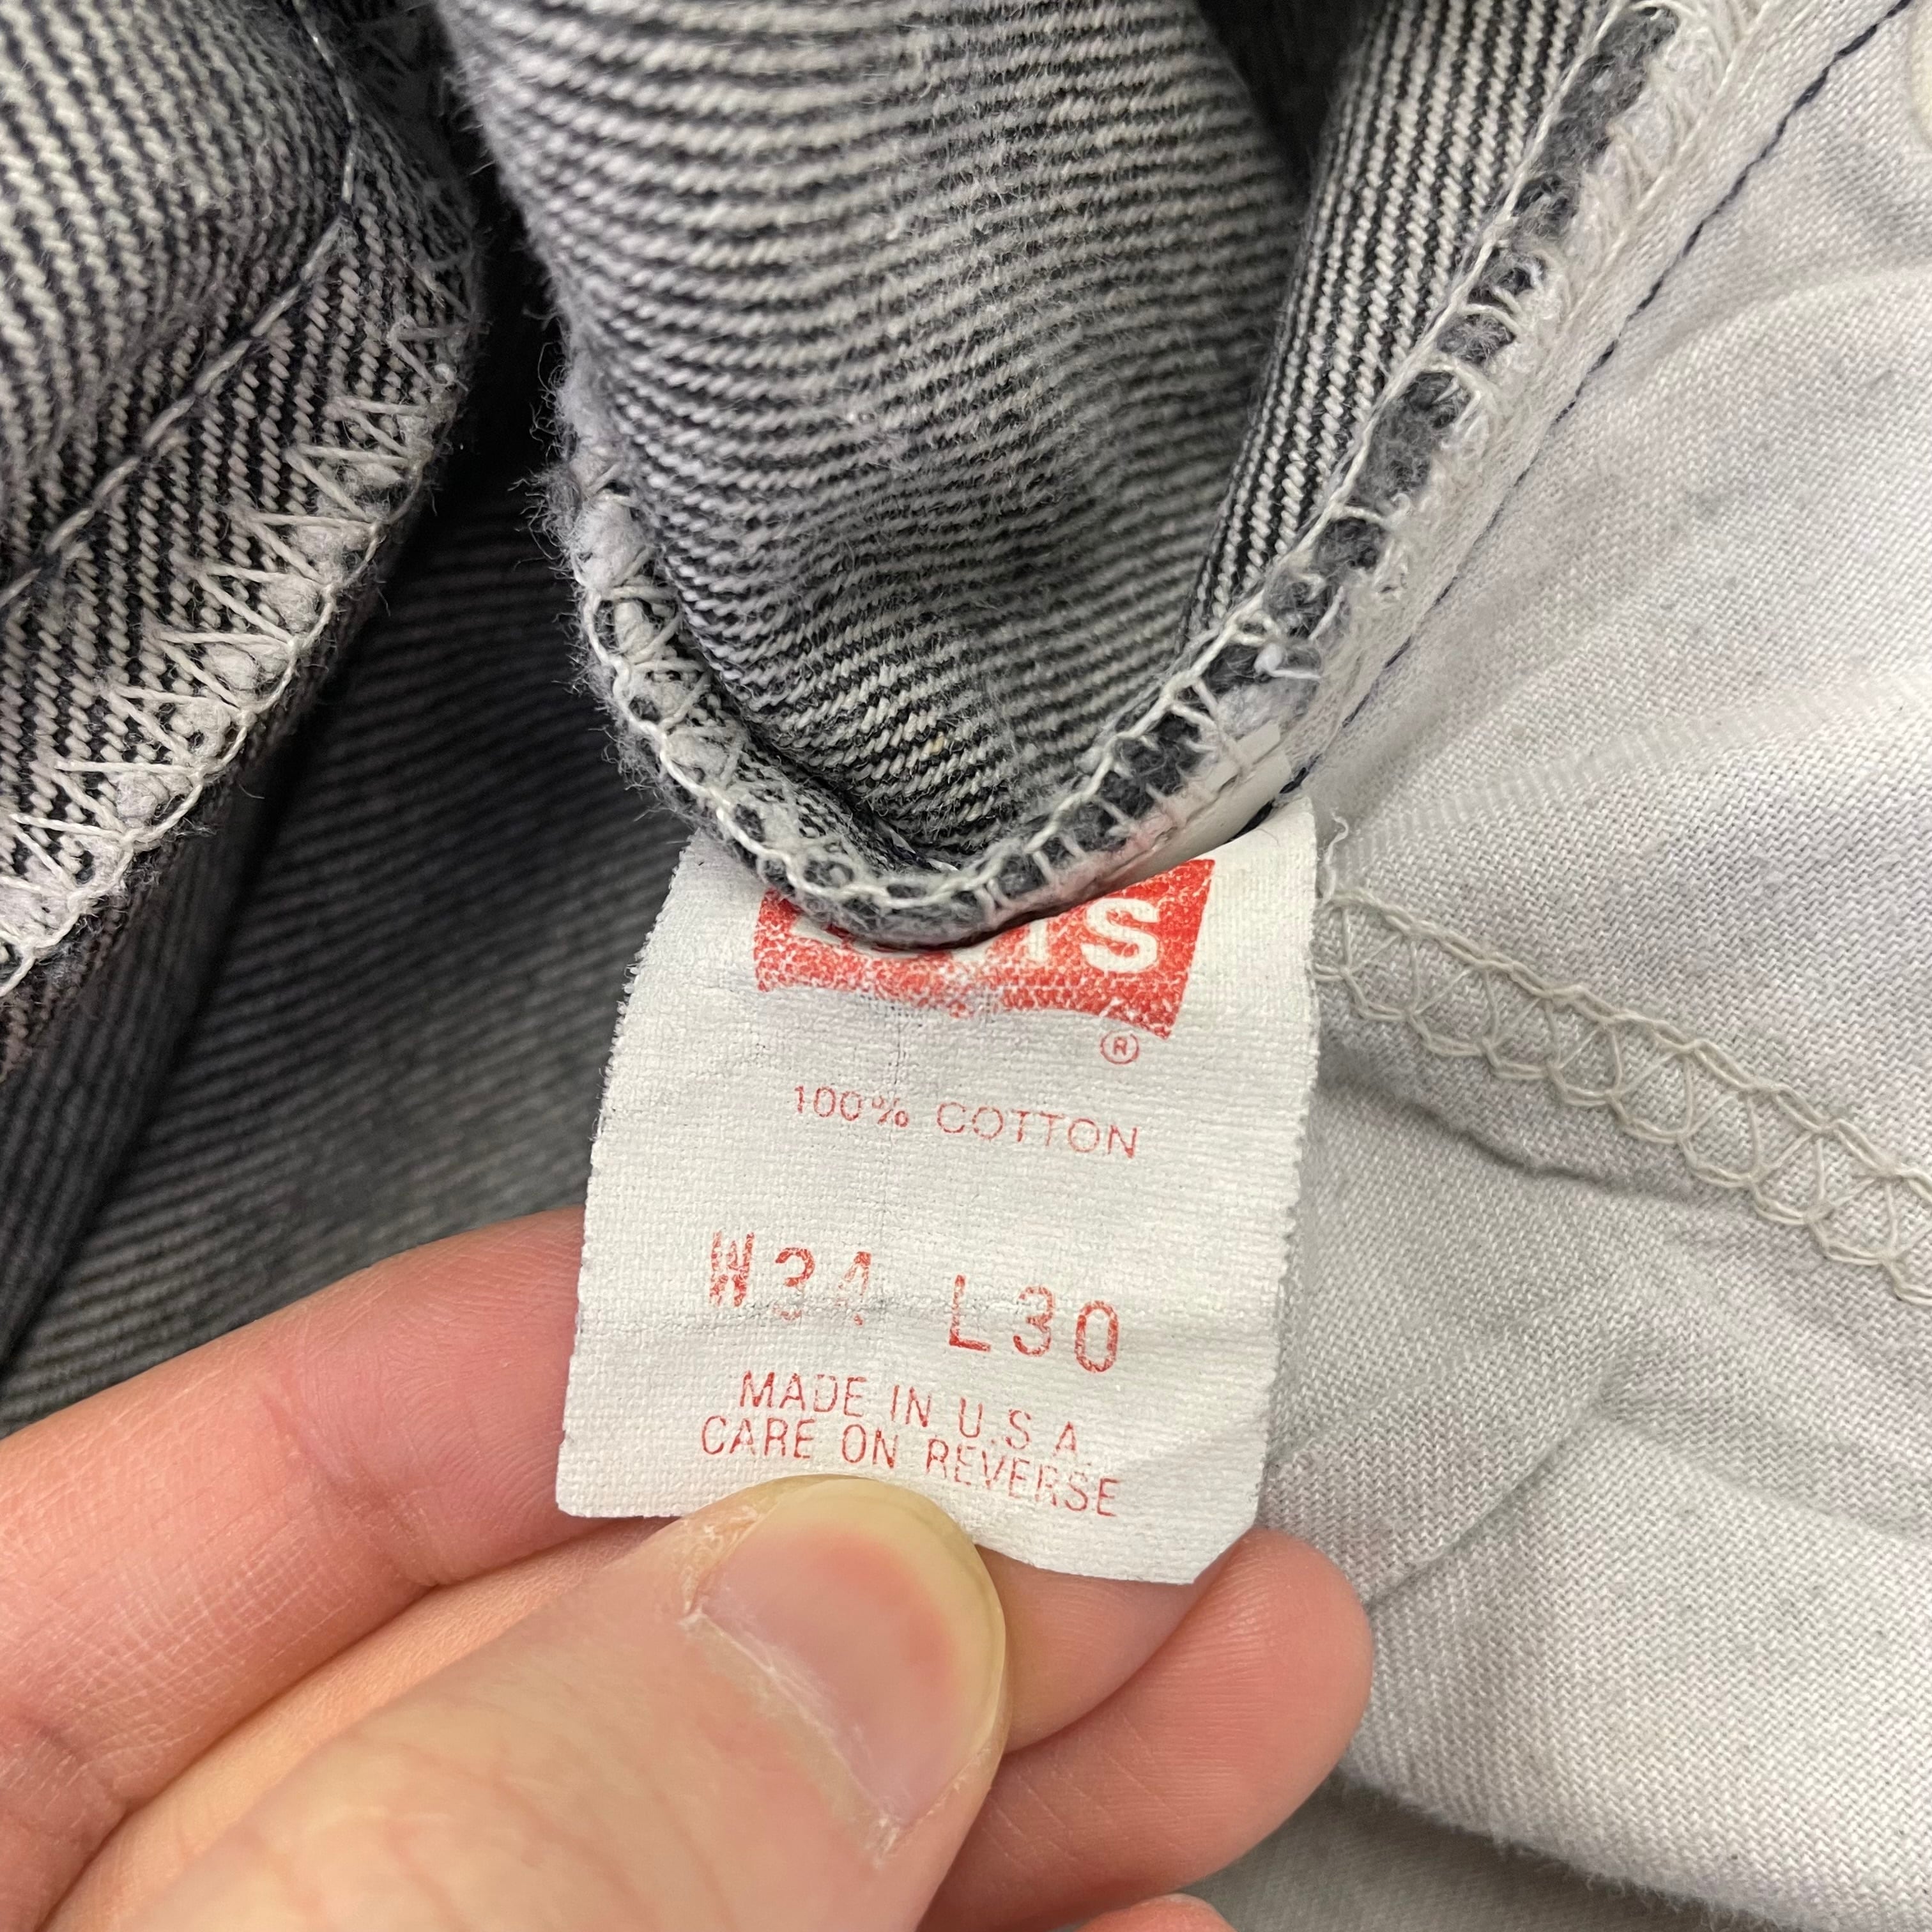 ®
100% COTTON
W34 L30
MADE IN U.S.A.
CARE ON REVERSE